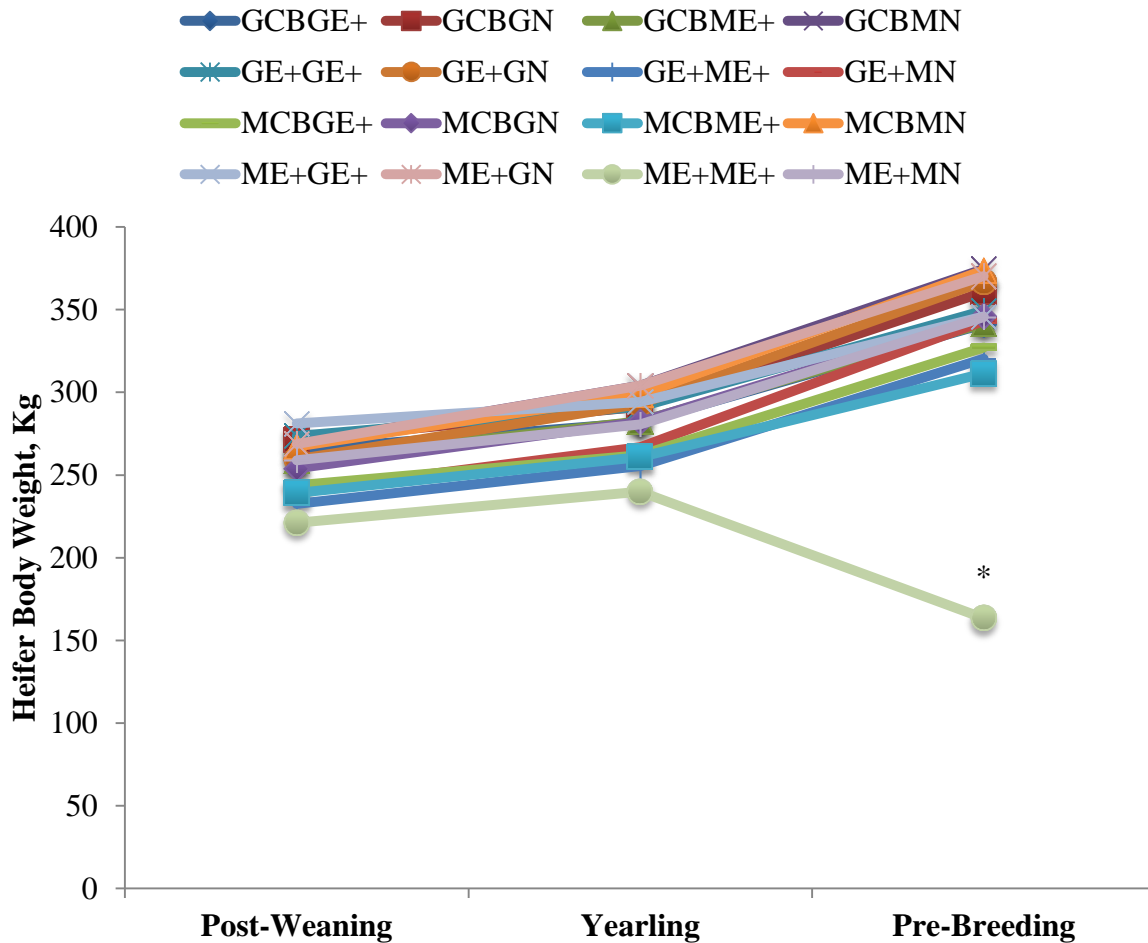 GCBGE+ GCBGN GCBME+ GCBMN
GE+GE+ GE+GN GE+ME+ GE+MN
MCBGE+ MCBGN MCBME+ MCBMN
ME+GE+ ME+GN ME+ME+ ME+MN
400
350
300
250
200
150
100
50
0
Heifer Body Weight, Kg
*
Post-Weaning Yearling Pre-Breeding